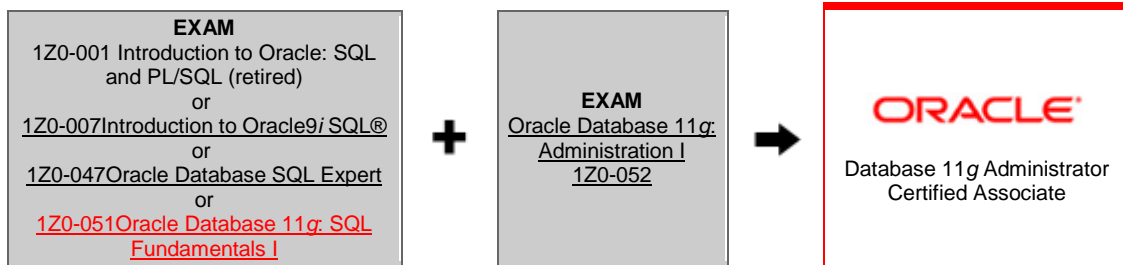 EXAM
1Z0-001 Introduction to Oracle: SQL
and PL/SQL (retired)
or
1Z0-007Introduction to Oracle9i SQL®
or
1Z0-047Oracle Database SQL Expert
or
1Z0-051Oracle Database 11g: SQL
Fundamentals I
EXAM
Oracle Database 11g:
Administration I
1Z0-052
ORACLE
Database 11g Administrator
Certified Associate